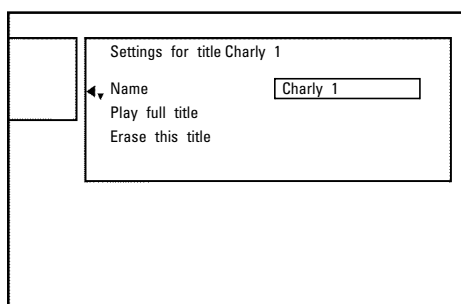 Settings for title Charly 1
Name Charly 1
Play full title
Erase this title